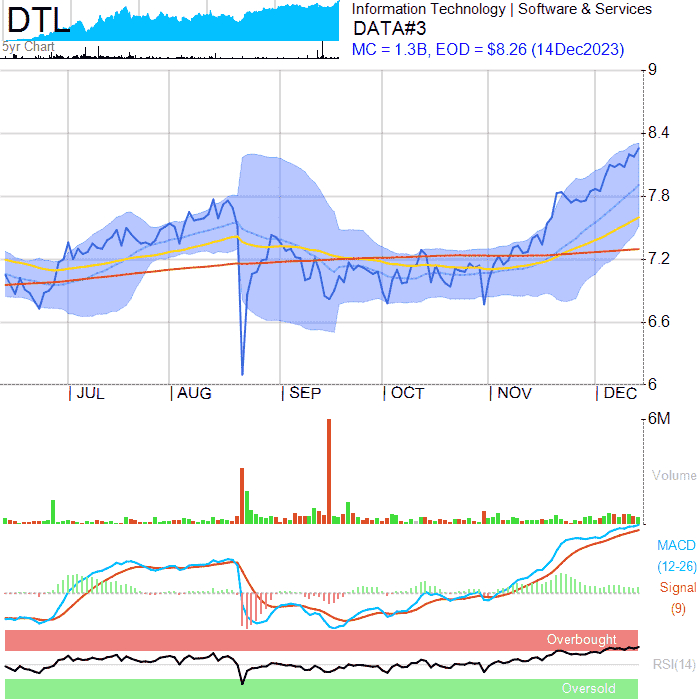 DTL
5yr Chart
Information Technology | Software & Services
DATA#3
MC = 1.3B, EOD = $8.26 (14Dec2023)
9
8.4
7.8
7.2
6.6
6
| JUL | AUG | SEP | OCT | NOV | DEC
6M
Volume
MACD
(12-26)
Signal
(9)
Overbought
RSI(14)
Oversold